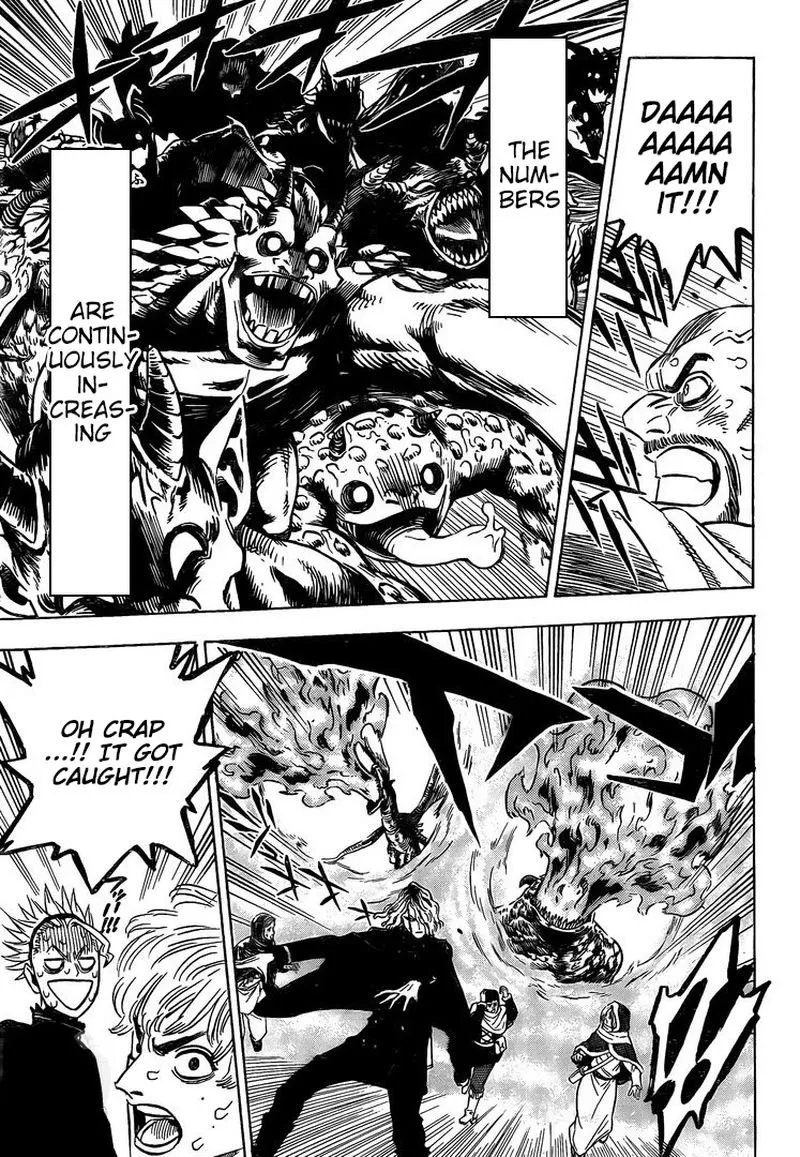 DAAAA
AAAAA
AAMN
IT!!!
THE
NUM-
BERS
ARE
CONTIN-
UOUSLY
IN-
CREAS-
ING
OH CRAP
...!! IT GOT
CAUGHT!!!
!!!